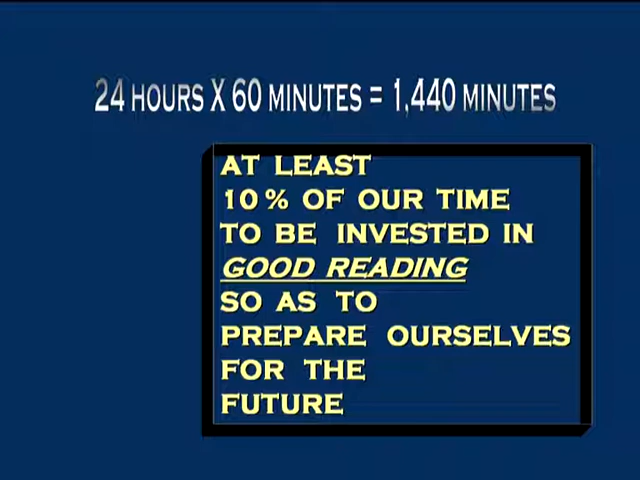 24 HOURS X 60 MINUTES = 1,440 MINUTES
AT LEAST
10 % OF OUR TIME
TO BE INVESTED IN
GOOD READING
SO AS TO
PREPARE OURSELVES
FOR THE
FUTURE